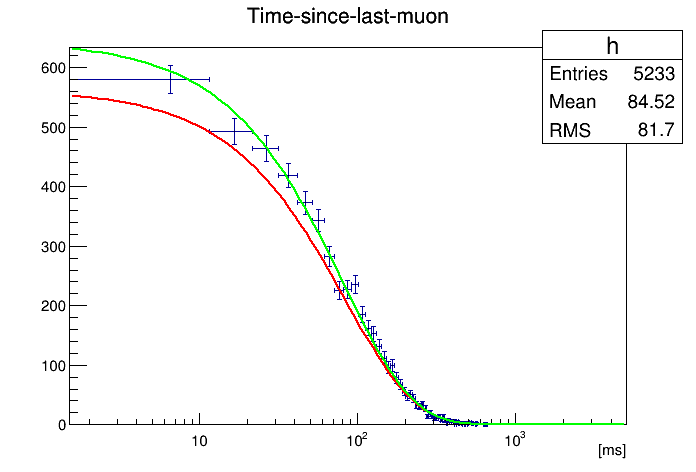 Time-since-last-muon
h
Entries 5233
Mean 84.52
RMS 81.7
600
500
400
300
200
100
0
10 10² 10³
[ms]